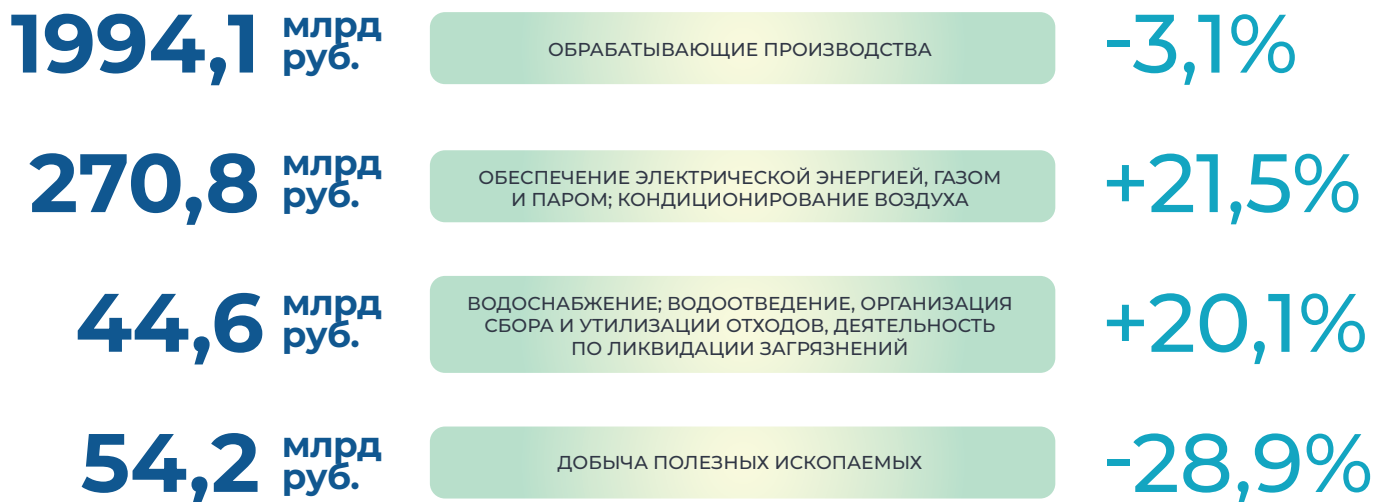 1994,1 млрд руб.
ОБРАБАТЫВАЮЩИЕ ПРОИЗВОДСТВА
-3,1%
270,8 млрд руб.
ОБЕСПЕЧЕНИЕ ЭЛЕКТРИЧЕСКОЙ ЭНЕРГИЕЙ, ГАЗОМ
И ПАРОМ; КОНДИЦИОНИРОВАНИЕ ВОЗДУХА
+21,5%
44,6 млрд руб.
ВОДОСНАБЖЕНИЕ; ВОДООТВЕДЕНИЕ, ОРГАНИЗАЦИЯ
СБОРА И УТИЛИЗАЦИИ ОТХОДОВ, ДЕЯТЕЛЬНОСТЬ
ПО ЛИКВИДАЦИИ ЗАГРЯЗНЕНИЙ
+20,1%
54,2 млрд руб.
ДОБЫЧА ПОЛЕЗНЫХ ИСКОПАЕМЫХ
-28,9%